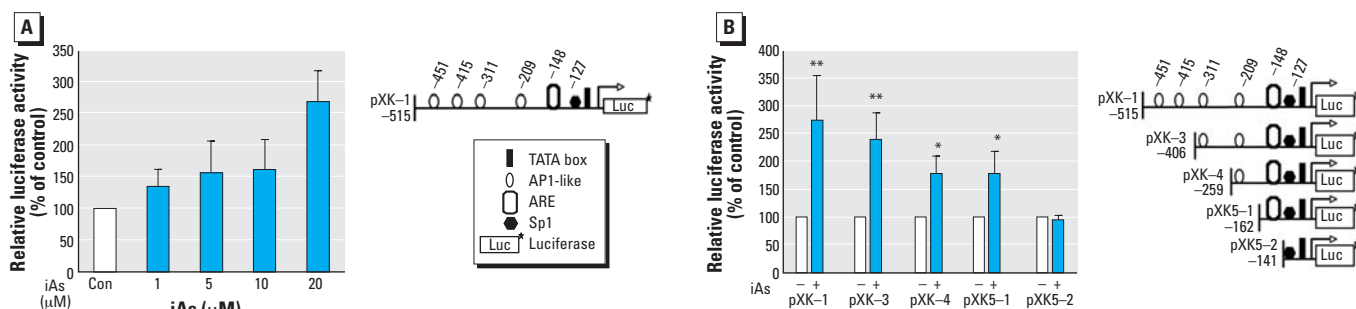 A
Relative luciferase activity
(% of control)
350
300
250
200
150
100
50
0
iAs
(μM)
Con
1
5
10
20
iAs (μM)
–451
–415
–311
–209
–148
–127
pXK–1
–515
Luc
TATA box
AP1-like
ARE
Sp1
Luc Luciferase
B
Relative luciferase activity
(% of control)
400
350
300
250
200
150
100
50
0
**
**
*
*
iAs
– + – + – + – + – +
pXK–1 pXK–3 pXK–4 pXK5–1 pXK5–2
–451
–415
–311
–209
–148
–127
pXK–1
–515
Luc
pXK–3
–406
Luc
pXK–4
–259
Luc
pXK5–1
–162
Luc
pXK5–2
–141
Luc